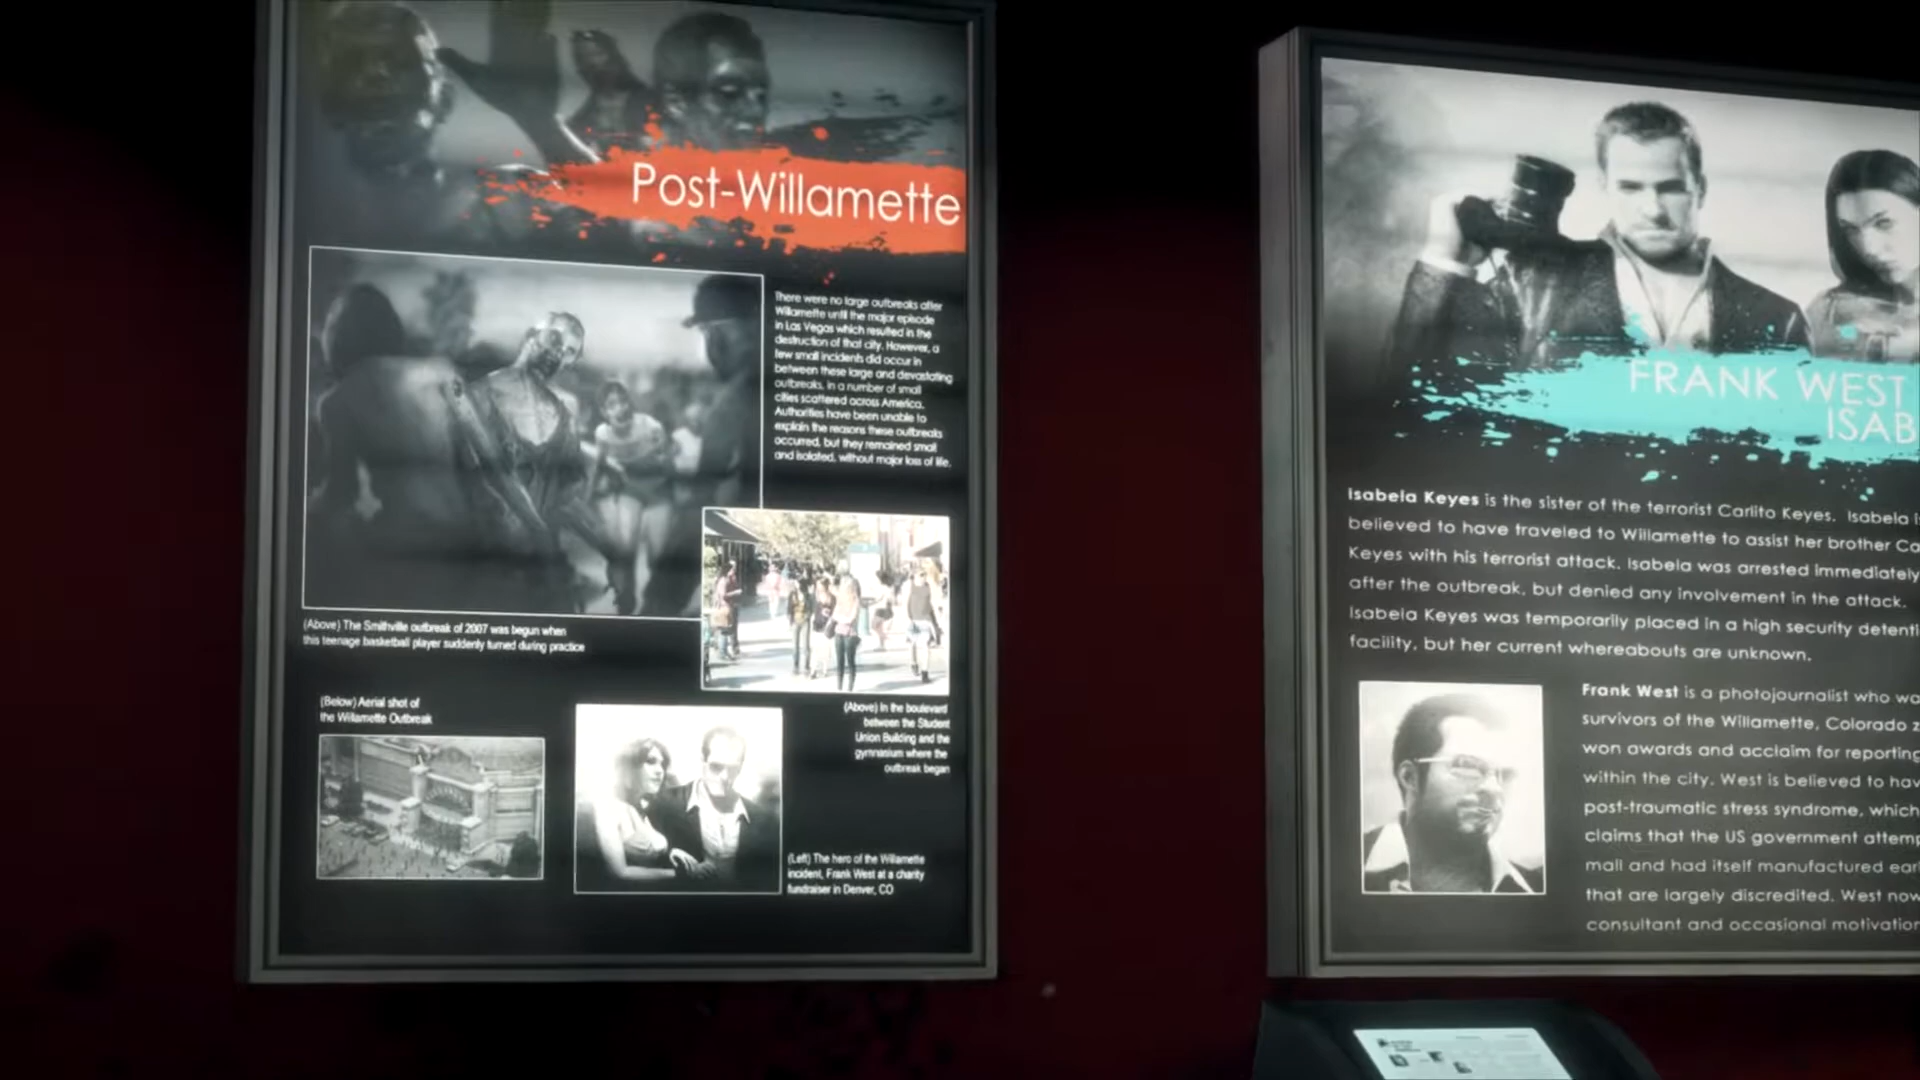 Post-Willamette
There were no large outbreaks after
Willamette until the major episode
in Las Vegas which resulted in the
destruction of that city. However, a
few small incidents did occur in
between these large and devastating
outbreaks, in a number of small
cities scattered across America.
Authorities have been unable to
explain the reasons these outbreaks
occurred, but they remained small
and isolated, without major loss of life.
(Above) The Smithville outbreak of 2007 was begun when
this teenage basketball player suddenly turned during practice
(Above) In the boulevard
between the Student
Union Building and the
gymnasium where the
outbreak began
(Below) Aerial shot of
the Willamette Outbreak
(Left) The hero of the Willamette
incident, Frank West at a charity
fundraiser in Denver, CO
FRANK WEST
ISAB
Isabela Keyes is the sister of the terrorist Carlito Keyes. Isabela i
believed to have traveled to Willamette to assist her brother Ca
Keyes with his terrorist attack. Isabela was arrested immediately
after the outbreak, but denied any involvement in the attack.
Isabela Keyes was temporarily placed in a high security detenti
facility, but her current whereabouts are unknown.
Frank West is a photojournalist who wa
survivors of the Willamette, Colorado z
won awards and acclaim for reporting
within the city. West is believed to hav
post-traumatic stress syndrome, which
claims that the US government attemp
mall and had itself manufactured earl
that are largely discredited. West now
consultant and occasional motivation